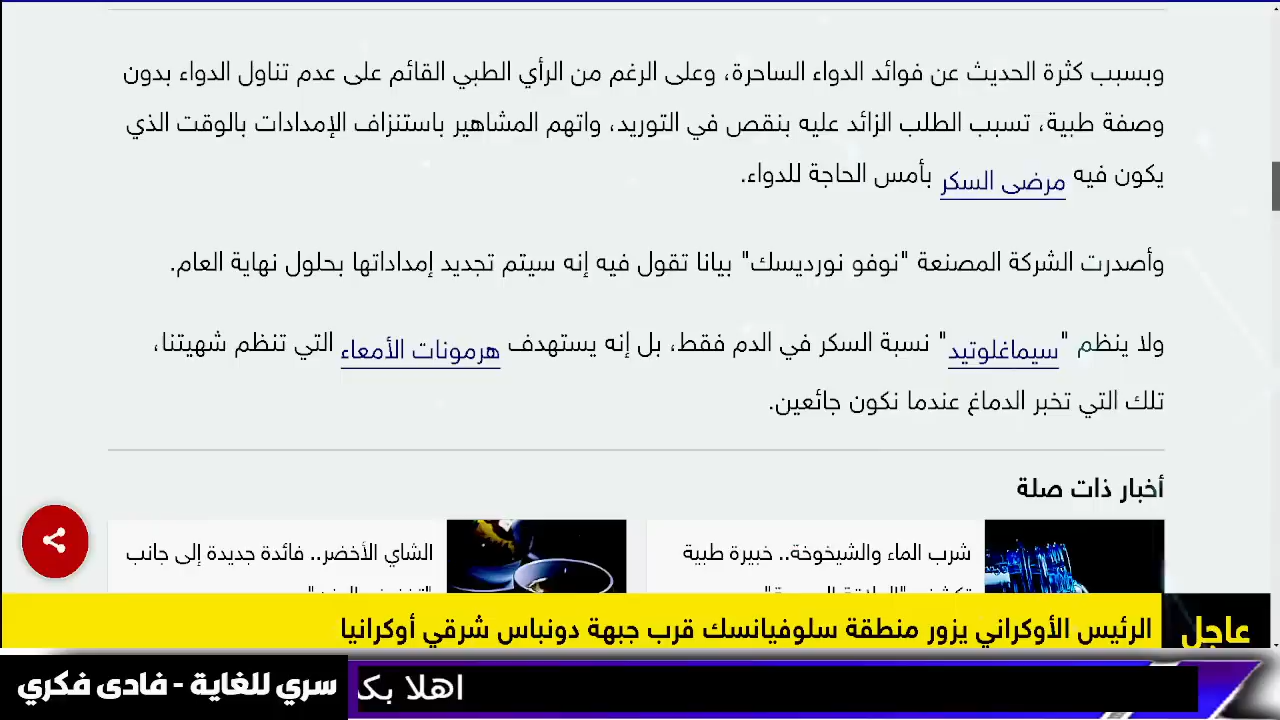 وبسبب كثرة الحديث عن فوائد الدواء الساحرة، وعلى الرغم من الرأي الطبي القائم على عدم تناول الدواء بدون
وصفة طبية، تسبب الطلب الزائد عليه بنقص في التوريد، واتهم المشاهير باستنزاف الإمدادات بالوقت الذي
يكون فيه مرضى السكر بأمس الحاجة للدواء.
وأصدرت الشركة المصنعة "نوفو نورديسك" بيانا تقول فيه إنه سيتم تجديد إمداداتها بحلول نهاية العام.
ولا ينظم "سيماغلوتيد" نسبة السكر في الدم فقط، بل إنه يستهدف هرمونات الأمعاء التي تنظم شهيتنا،
تلك التي تخبر الدماغ عندما نكون جائعين.
أخبار ذات صلة
شرب الماء والشيخوخة.. خبيرة طبية
الشاي الأخضر.. فائدة جديدة إلى جانب
عاجل
الرئيس الأوكراني يزور منطقة سلوفيانسك قرب جبهة دونباس شرقي أوكرانيا
اهلا بك
سري للغاية - فادى فكري